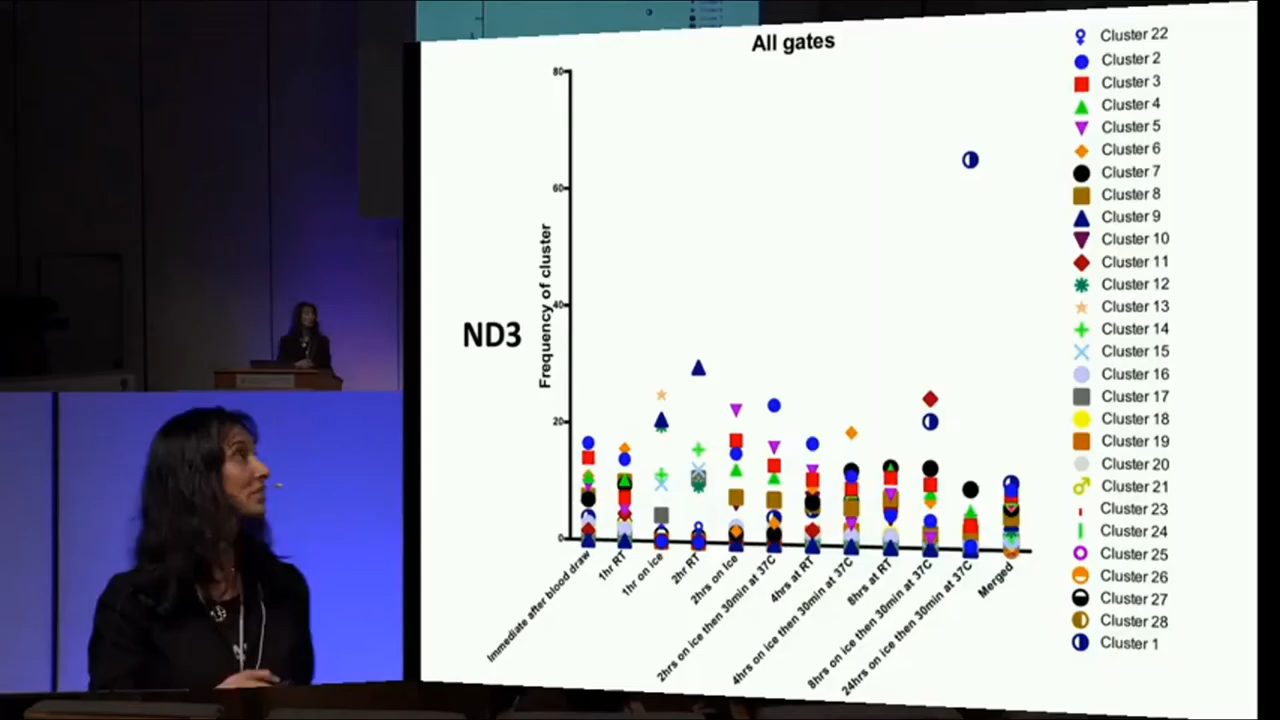 All gates
80
60
40
20
0
Frequency of cluster
ND3
Immediate after blood draw
1hr RT
1hr on ice
2hr RT
2hrs on Ice
2hrs on ice then 30min at 37C
4hrs at RT
4hrs on ice then 30min at 37C
8hrs at RT
8hrs on ice then 30min at 37C
24hrs on ice then 30min at 37C
Merged
Cluster 22
Cluster 2
Cluster 3
Cluster 4
Cluster 5
Cluster 6
Cluster 7
Cluster 8
Cluster 9
Cluster 10
Cluster 11
Cluster 12
Cluster 13
Cluster 14
Cluster 15
Cluster 16
Cluster 17
Cluster 18
Cluster 19
Cluster 20
Cluster 21
Cluster 23
Cluster 24
Cluster 25
Cluster 26
Cluster 27
Cluster 28
Cluster 1